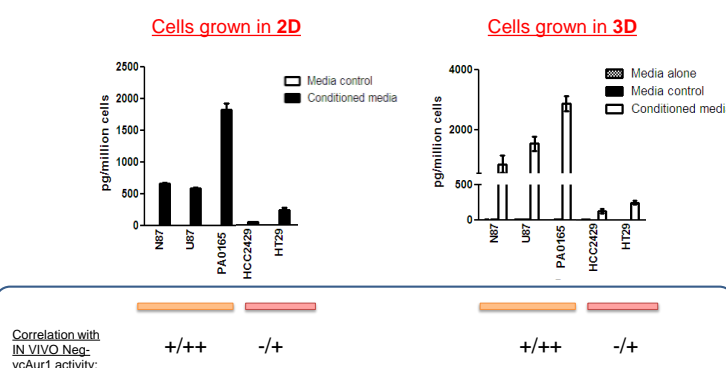 Cells grown in 2D
Cells grown in 3D
2500
2000
1500
1000
500
0
pg/million cells
Media control
Conditioned media
N87
U87
PA0165
HCC2429
HT29
4000
2000
500
0
pg/million cells
Media alone
Media control
Conditioned medi
N87
U87
PA0165
HCC2429
HT29
Correlation with
IN VIVO Neg-
vcAur1 activity:
+/++
-/+
+/++
-/+